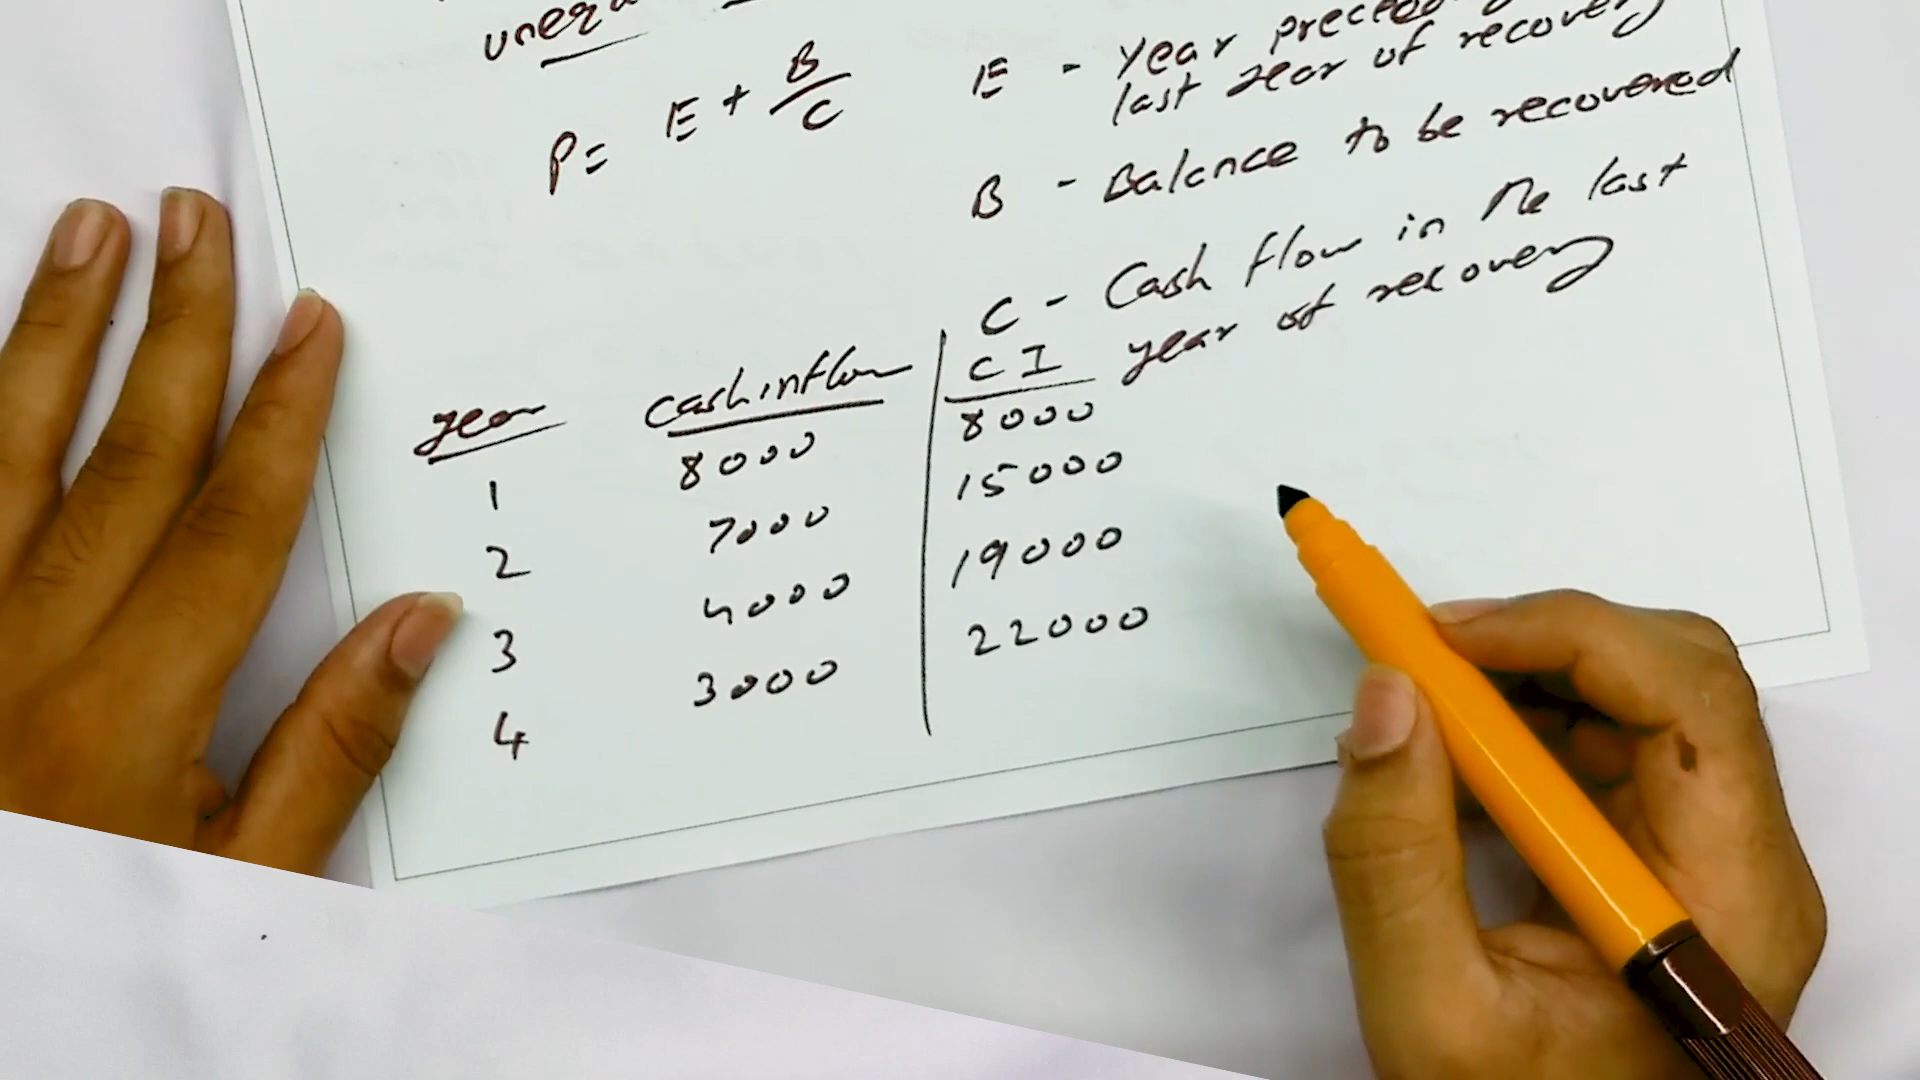 P= E + B/C
E - Year
last year of recovery
B - Balance to be recovered
C - Cash flow in the last
year of recovery
year cash inflow CI
1 8000 8000
2 7000 15000
3 4000 19000
4 3000 22000